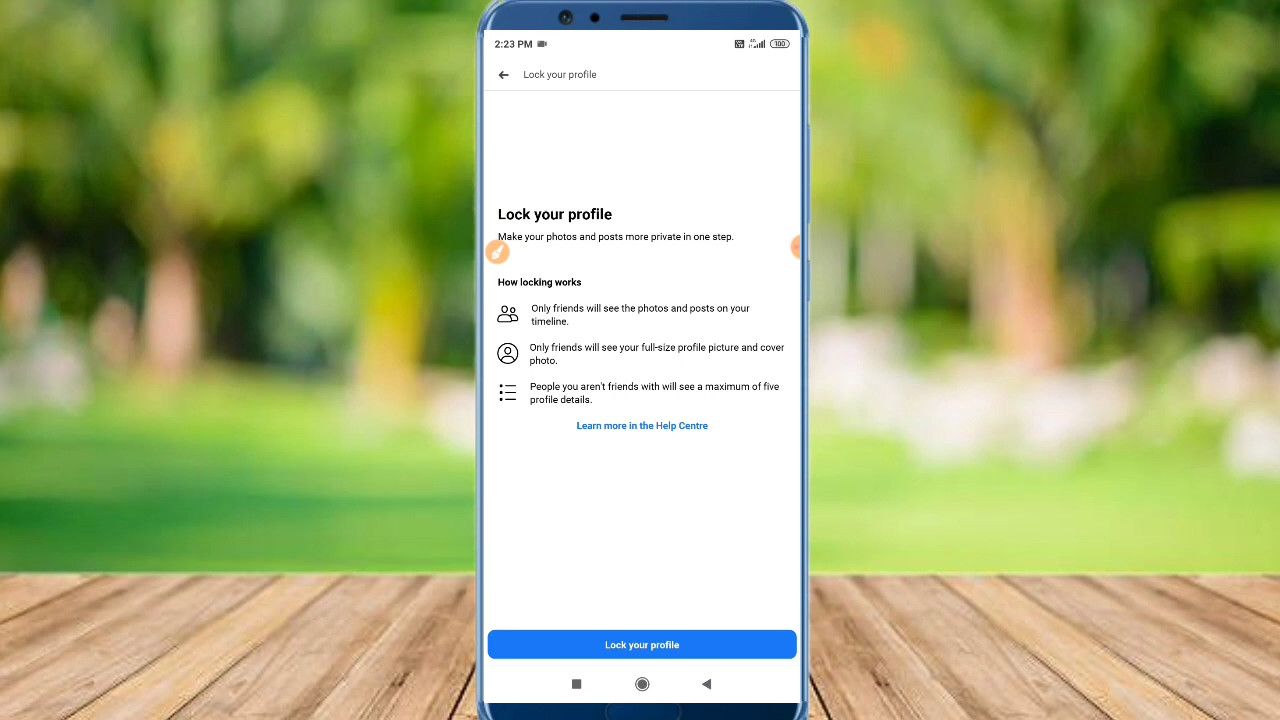 2:23 PM
4G
100
Lock your profile
Lock your profile
Make your photos and posts more private in one step.
How locking works
Only friends will see the photos and posts on your
timeline.
Only friends will see your full-size profile picture and cover
photo.
People you aren't friends with will see a maximum of five
profile details.
Learn more in the Help Centre
Lock your profile